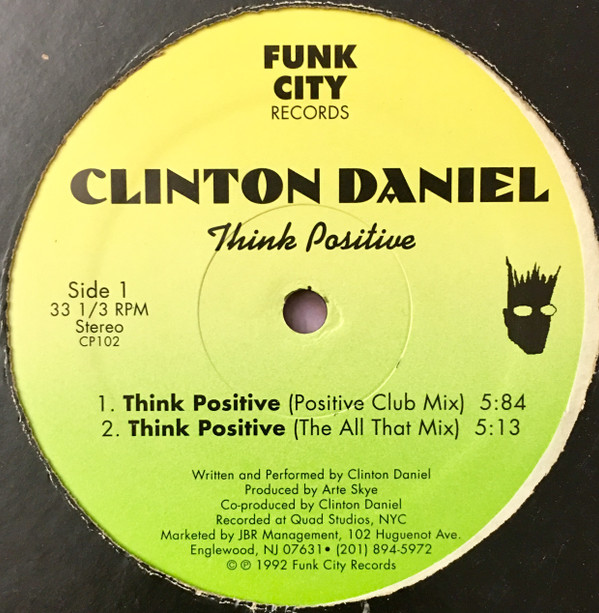 FUNK
CITY
RECORDS
CLINTON DANIEL
Think Positive
Side 1
33 1/3 RPM
Stereo
CP102
1. Think Positive (Positive Club Mix) 5:84
2. Think Positive (The All That Mix) 5:13
Written and Performed by Clinton Daniel
Produced by Arte Skye
Co-produced by Clinton Daniel
Recorded at Quad Studios, NYC
Marketed by JBR Management, 102 Huguenot Ave.
Englewood, NJ 07631• (201) 894-5972
© ℗ 1992 Funk City Records